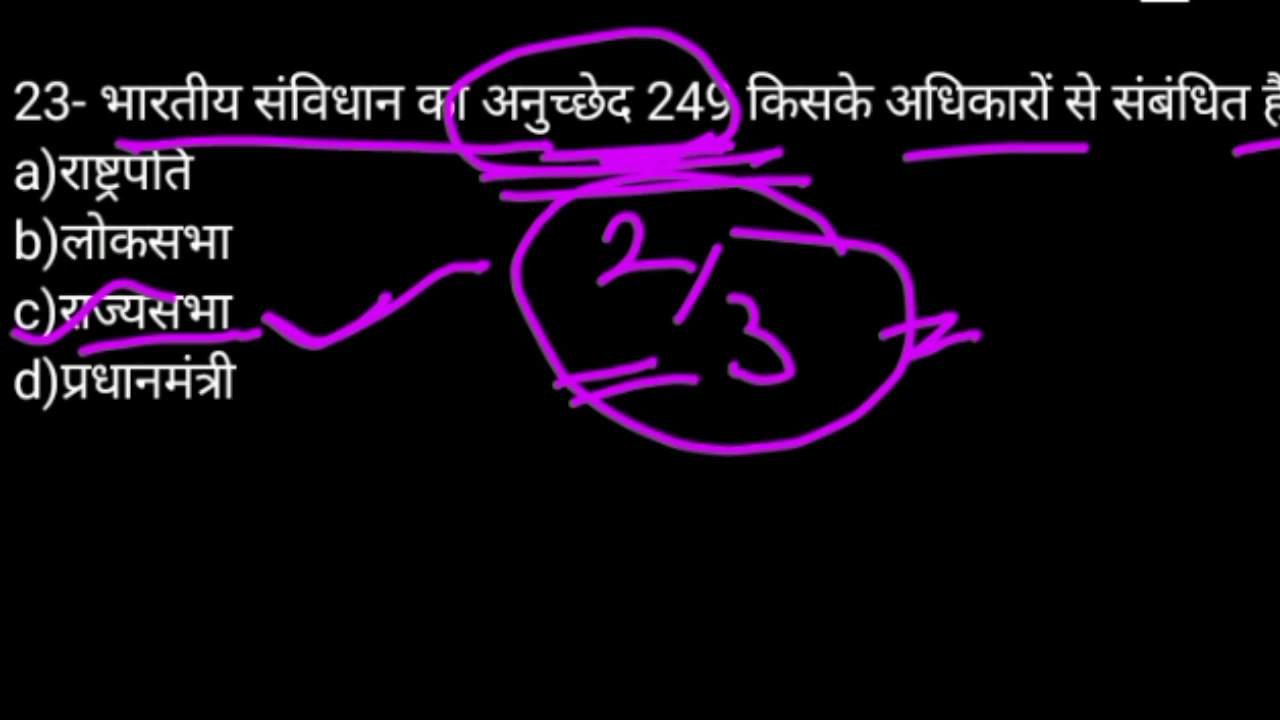 23- भारतीय संविधान का अनुच्छेद 249 किसके अधिकारों से संबंधित है
a)राष्ट्रपति
b)लोकसभा
2/3
c)राज्यसभा
d)प्रधानमंत्री